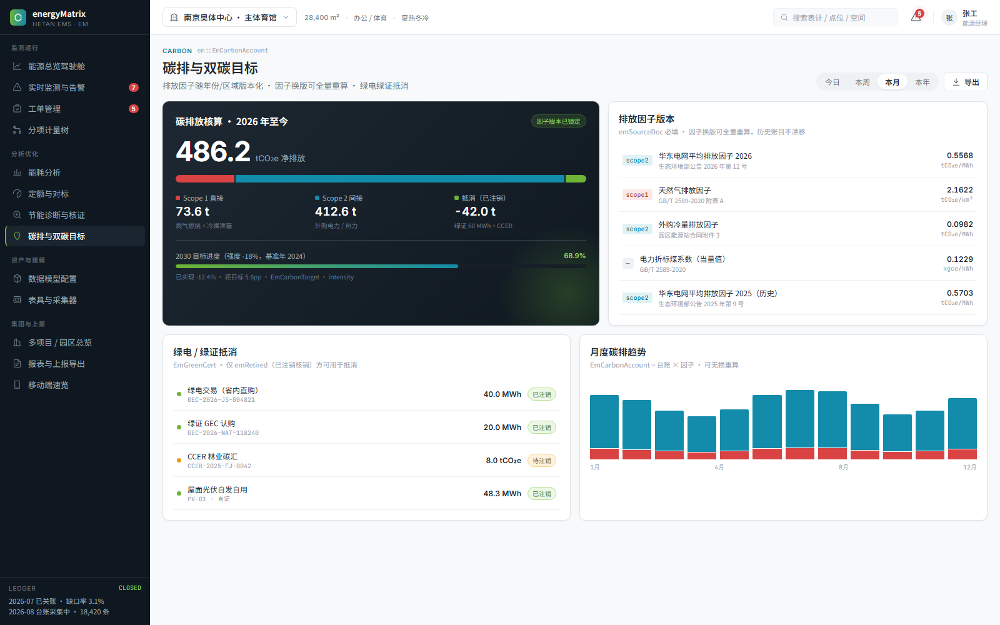 energyMatrix
HETAN EMS · EM
监测运行
能源总览驾驶舱
实时监测与告警 7
工单管理 5
分项计量树
分析优化
能耗分析
定额与对标
节能诊断与核证
碳排与双碳目标
资产与建模
数据模型配置
表具与采集器
集团与上报
多项目 / 园区总览
报表与上报导出
移动端速览
LEDGER CLOSED
2026-07 已关账 · 缺口率 3.1%
2026-08 台账采集中 · 18,420 条
南京奥体中心 · 主体育馆
28,400 m² · 办公 / 体育 · 夏热冬冷
搜索表计 / 点位 / 空间
5
张
张工
能源经理
CARBON em::EmCarbonAccount
碳排与双碳目标
排放因子随年份/区域版本化 · 因子换版可全量重算 · 绿电绿证抵消
今日 本周 本月 本年
导出
碳排放核算 · 2026 年至今
因子版本已锁定
486.2 tCO₂e 净排放
Scope 1 直接
73.6 t
燃气燃烧 + 冷媒泄漏
Scope 2 间接
412.6 t
外购电力 / 热力
抵消（已注销）
-42.0 t
绿证 60 MWh + CCER
2030 目标进度（强度 -18%，基准年 2024） 68.9%
已实现 -12.4% · 距目标 5.6pp · EmCarbonTarget · intensity
排放因子版本
emSourceDoc 必填 · 因子换版可全量重算，历史账目不漂移
scope2 华东电网平均排放因子 2026 0.5568
生态环境部公告 2026 年第 12 号 tCO₂e/MWh
scope1 天然气排放因子 2.1622
GB/T 2589-2020 附表 A tCO₂e/km³
scope2 外购冷量排放因子 0.0982
园区能源站合同附件 3 tCO₂e/MWh
— 电力折标煤系数（当量值） 0.1229
GB/T 2589-2020 kgce/kWh
scope2 华东电网平均排放因子 2025（历史） 0.5703
生态环境部公告 2025 年第 9 号 tCO₂e/MWh
绿电 / 绿证抵消
EmGreenCert · 仅 emRetired（已注销核销）方可用于抵消
绿电交易（省内直购） 40.0 MWh 已注销
GEC-2026-JS-004821
绿证 GEC 认购 20.0 MWh 已注销
GEC-2026-NAT-118240
CCER 林业碳汇 8.0 tCO₂e 待注销
CCER-2025-FJ-0042
屋面光伏自发自用 48.3 MWh 已注销
PV-01 · 自证
月度碳排趋势
EmCarbonAccount = 台账 × 因子 · 可无损重算
1月 4月 8月 12月